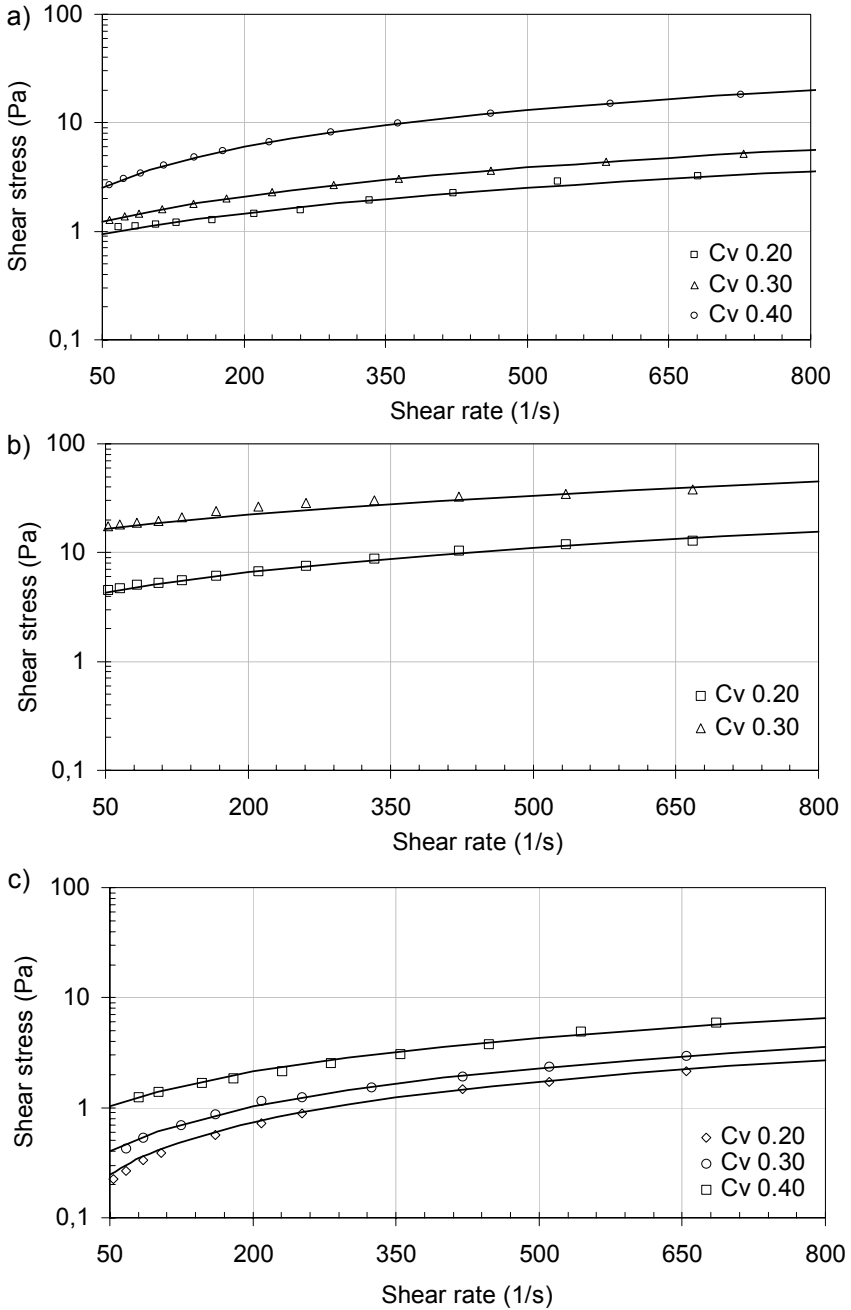 a)
100
10
1
0,1
Shear stress (Pa)
Cv 0.20
Cv 0.30
Cv 0.40
50 200 350 500 650 800
Shear rate (1/s)
b)
100
10
1
0,1
Shear stress (Pa)
Cv 0.20
Cv 0.30
50 200 350 500 650 800
Shear rate (1/s)
c)
100
10
1
0,1
Shear stress (Pa)
Cv 0.20
Cv 0.30
Cv 0.40
50 200 350 500 650 800
Shear rate (1/s)